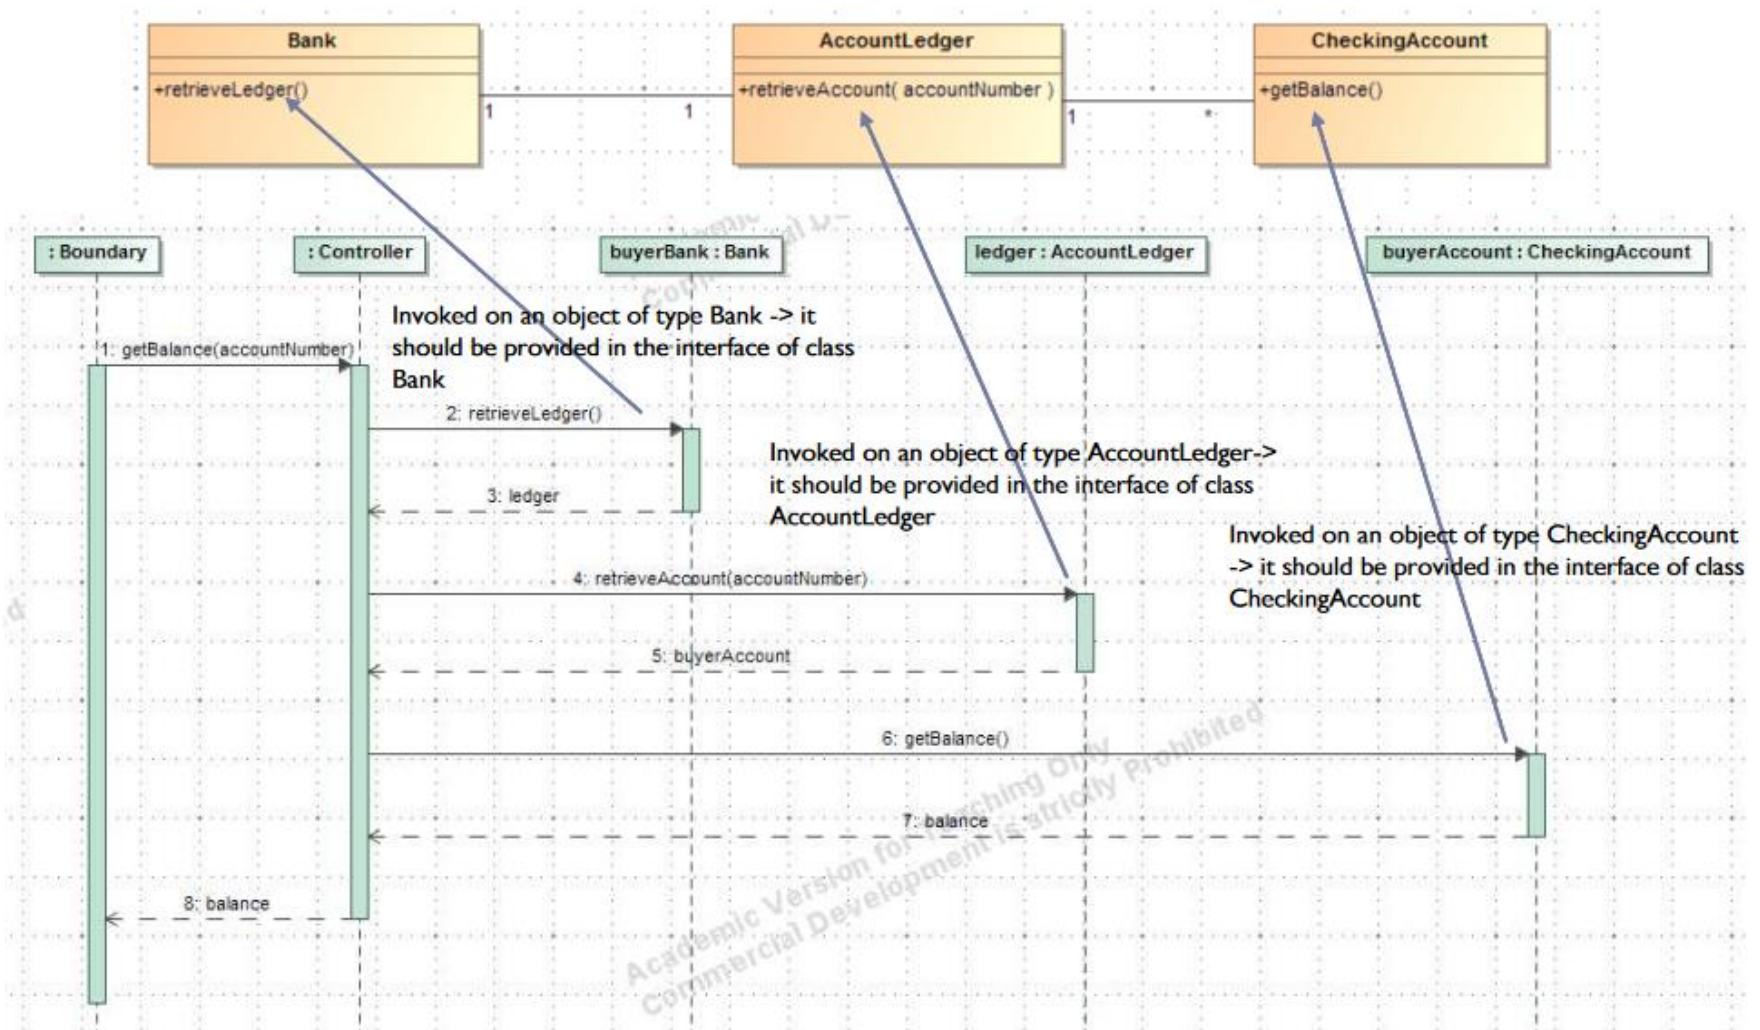 Bank
+retrieveLedger()
1
1
AccountLedger
+retrieveAccount( accountNumber )
1
*
CheckingAccount
+getBalance()
: Boundary
: Controller
buyerBank : Bank
ledger : AccountLedger
buyerAccount : CheckingAccount
Invoked on an object of type Bank -> it
should be provided in the interface of class
Bank
1: getBalance(accountNumber)
2: retrieveLedger()
Invoked on an object of type AccountLedger->
it should be provided in the interface of class
AccountLedger
3: ledger
Invoked on an object of type CheckingAccount
-> it should be provided in the interface of class
CheckingAccount
4: retrieveAccount(accountNumber)
5: buyerAccount
6: getBalance()
7: balance
8: balance
Academic Version for Teaching Only
Commercial Development is strictly Prohibited